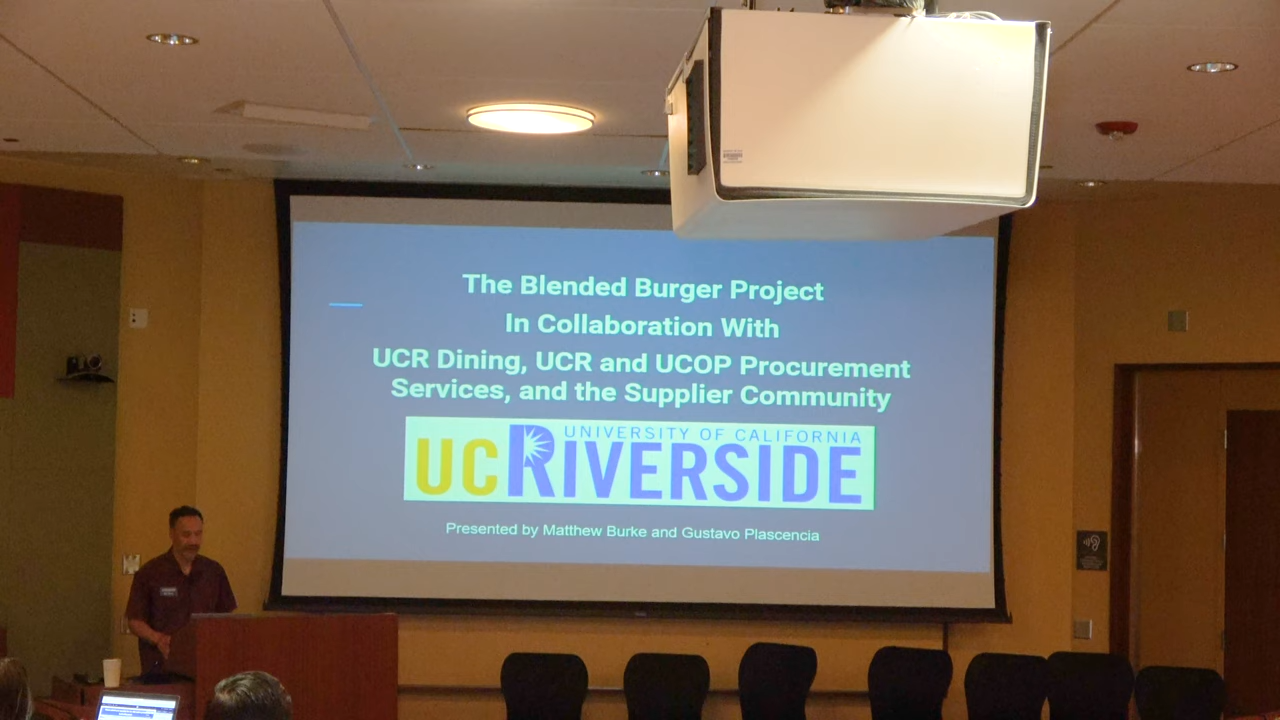 The Blended Burger Project
In Collaboration With
UCR Dining, UCR and UCOP Procurement
Services, and the Supplier Community
UNIVERSITY OF CALIFORNIA
UCRIVERSIDE
Presented by Matthew Burke and Gustavo Plascencia